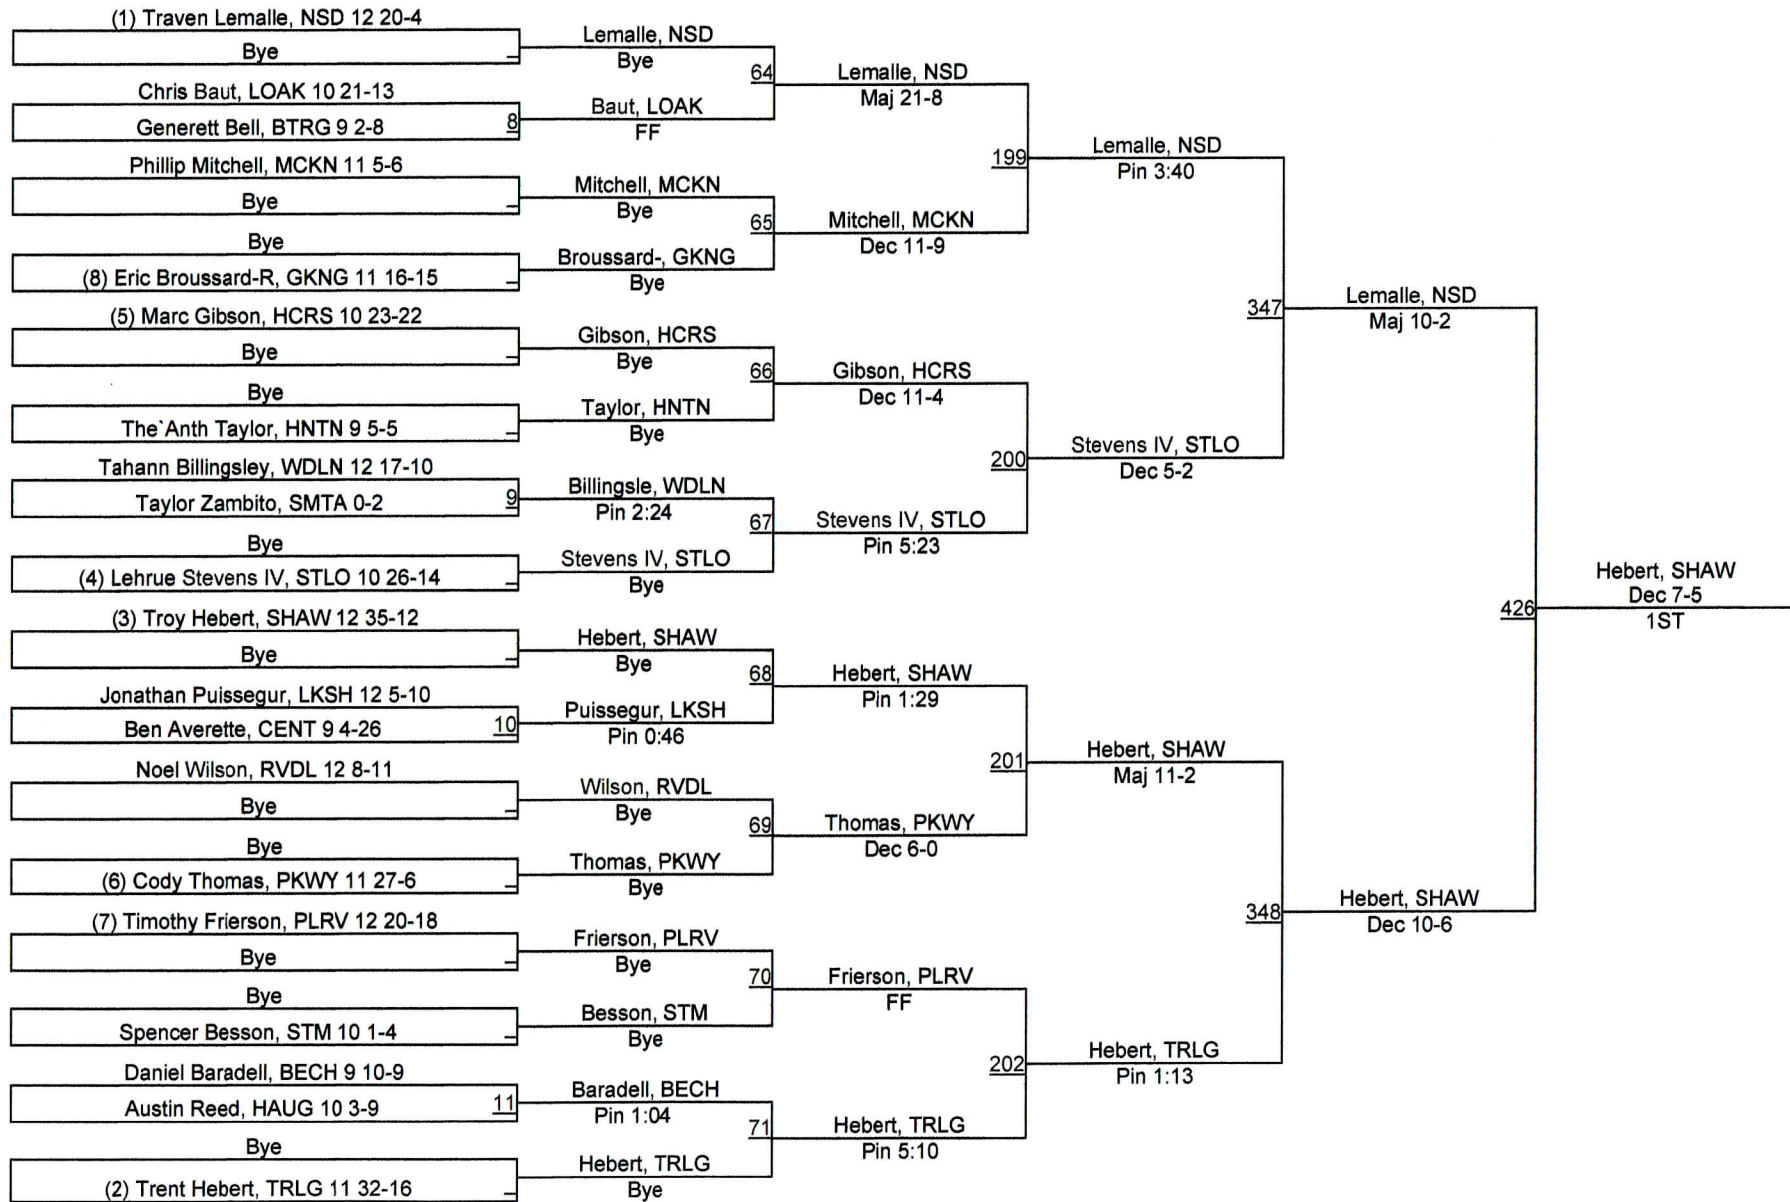 (1) Traven Lemalle, NSD 12 20-4
Bye
Chris Baut, LOAK 10 21-13
Generett Bell, BTRG 9 2-8
8
Phillip Mitchell, MCKN 11 5-6
Bye
Bye
(8) Eric Broussard-R, GKNG 11 16-15
(5) Marc Gibson, HCRS 10 23-22
Bye
Bye
The`Anth Taylor, HNTN 9 5-5
Tahann Billingsley, WDLN 12 17-10
Taylor Zambito, SMTA 0-2
9
Bye
(4) Lehrue Stevens IV, STLO 10 26-14
(3) Troy Hebert, SHAW 12 35-12
Bye
Jonathan Puissegur, LKSH 12 5-10
Ben Averette, CENT 9 4-26
10
Noel Wilson, RVDL 12 8-11
Bye
Bye
(6) Cody Thomas, PKWY 11 27-6
(7) Timothy Frierson, PLRV 12 20-18
Bye
Bye
Spencer Besson, STM 10 1-4
Daniel Baradell, BECH 9 10-9
Austin Reed, HAUG 10 3-9
11
Bye
(2) Trent Hebert, TRLG 11 32-16
Lemalle, NSD
Bye
64
Baut, LOAK
FF
Mitchell, MCKN
Bye
65
Broussard-, GKNG
Bye
Gibson, HCRS
Bye
66
Taylor, HNTN
Bye
Billingsle, WDLN
Pin 2:24
67
Stevens IV, STLO
Bye
Hebert, SHAW
Bye
68
Puissegur, LKSH
Pin 0:46
Wilson, RVDL
Bye
69
Thomas, PKWY
Bye
Frierson, PLRV
Bye
70
Besson, STM
Bye
Baradell, BECH
Pin 1:04
71
Hebert, TRLG
Bye
Lemalle, NSD
Maj 21-8
199
Mitchell, MCKN
Dec 11-9
Gibson, HCRS
Dec 11-4
200
Stevens IV, STLO
Pin 5:23
Hebert, SHAW
Pin 1:29
201
Thomas, PKWY
Dec 6-0
Frierson, PLRV
FF
202
Hebert, TRLG
Pin 5:10
Lemalle, NSD
Pin 3:40
347
Stevens IV, STLO
Dec 5-2
Hebert, SHAW
Maj 11-2
348
Hebert, TRLG
Pin 1:13
Lemalle, NSD
Maj 10-2
426
Hebert, SHAW
Dec 10-6
Hebert, SHAW
Dec 7-5
1ST